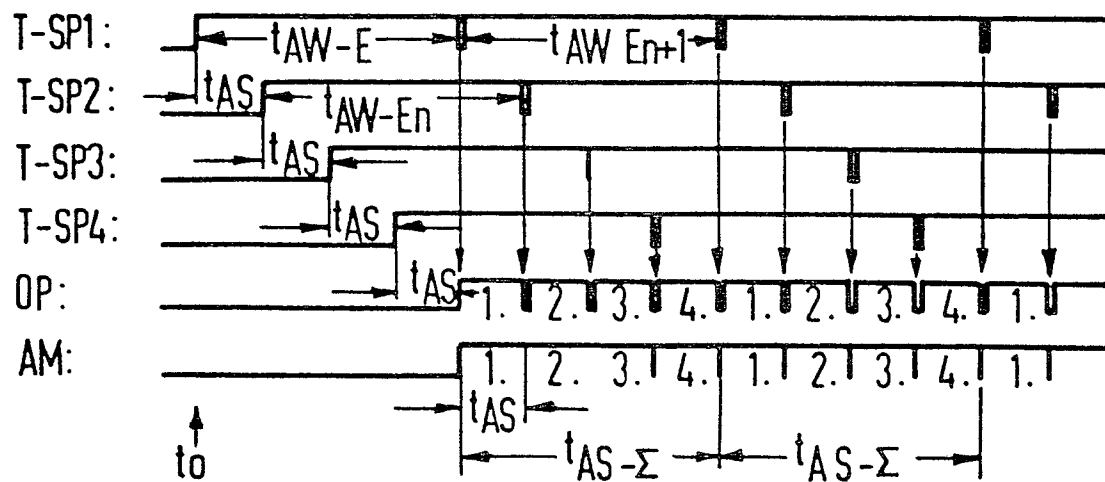 T-SP1: tAW-E tAW En+1
T-SP2: tAS tAW-En
T-SP3: tAS
T-SP4: tAS
OP: tAS 1. 2. 3. 4. 1. 2. 3. 4. 1.
AM: 1. 2. 3. 4. 1. 2. 3. 4. 1.
tAS
to tAS-Σ tAS-Σ